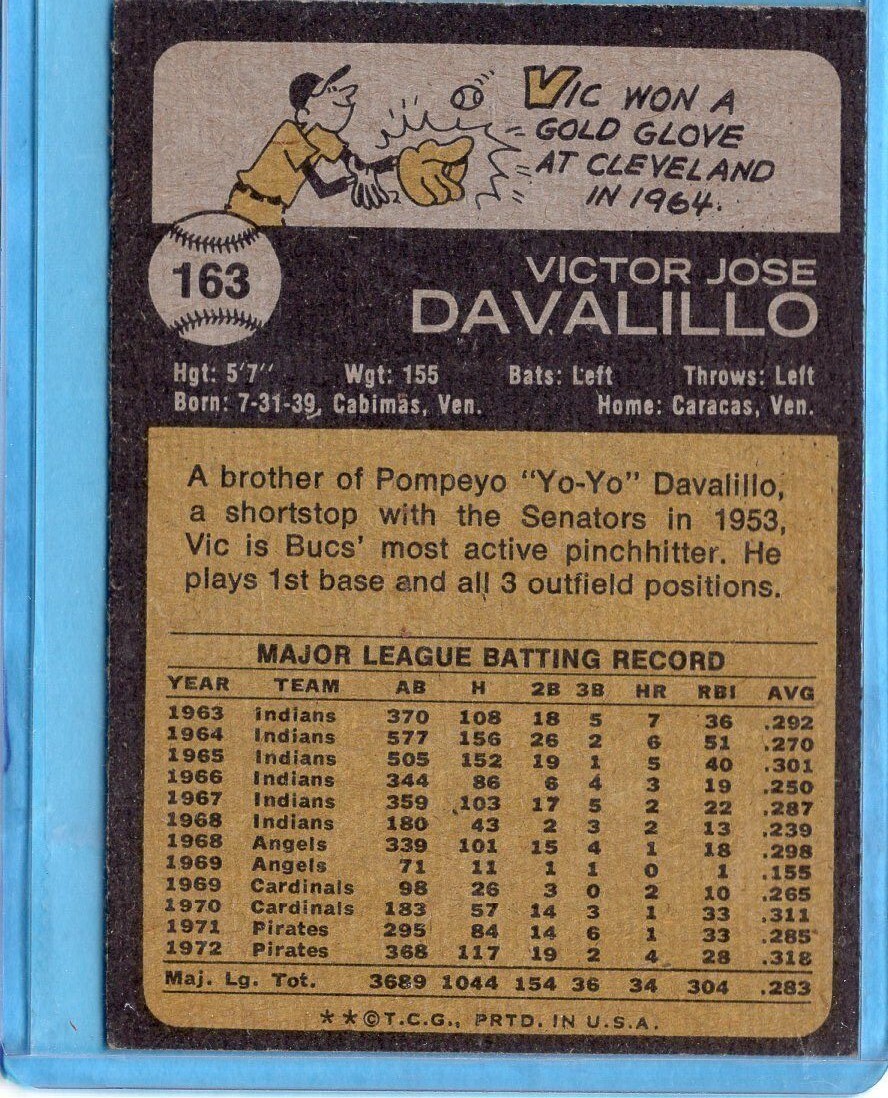 VIC WON A
GOLD GLOVE
AT CLEVELAND
IN 1964.
163
VICTOR JOSE
DAVALILLO
Hgt: 5'7" Wgt: 155 Bats: Left Throws: Left
Born: 7-31-39, Cabimas, Ven. Home: Caracas, Ven.
A brother of Pompeyo "Yo-Yo" Davalillo,
a shortstop with the Senators in 1953,
Vic is Bucs' most active pinchhitter. He
plays 1st base and all 3 outfield positions.
MAJOR LEAGUE BATTING RECORD
YEAR TEAM AB H 2B 3B HR RBI AVG
1963 Indians 370 108 18 5 7 36 .292
1964 Indians 577 156 26 2 6 51 .270
1965 Indians 505 152 19 1 5 40 .301
1966 Indians 344 86 6 4 3 19 .250
1967 Indians 359 103 17 5 2 22 .287
1968 Indians 180 43 2 3 2 13 .239
1968 Angels 339 101 15 4 1 18 .298
1969 Angels 71 11 1 1 0 1 .155
1969 Cardinals 98 26 3 0 2 10 .265
1970 Cardinals 183 57 14 3 1 33 .311
1971 Pirates 295 84 14 6 1 33 .285
1972 Pirates 368 117 19 2 4 28 .318
Maj. Lg. Tot. 3689 1044 154 36 34 304 .283
**©T.C.G., PRTD. IN U.S.A.